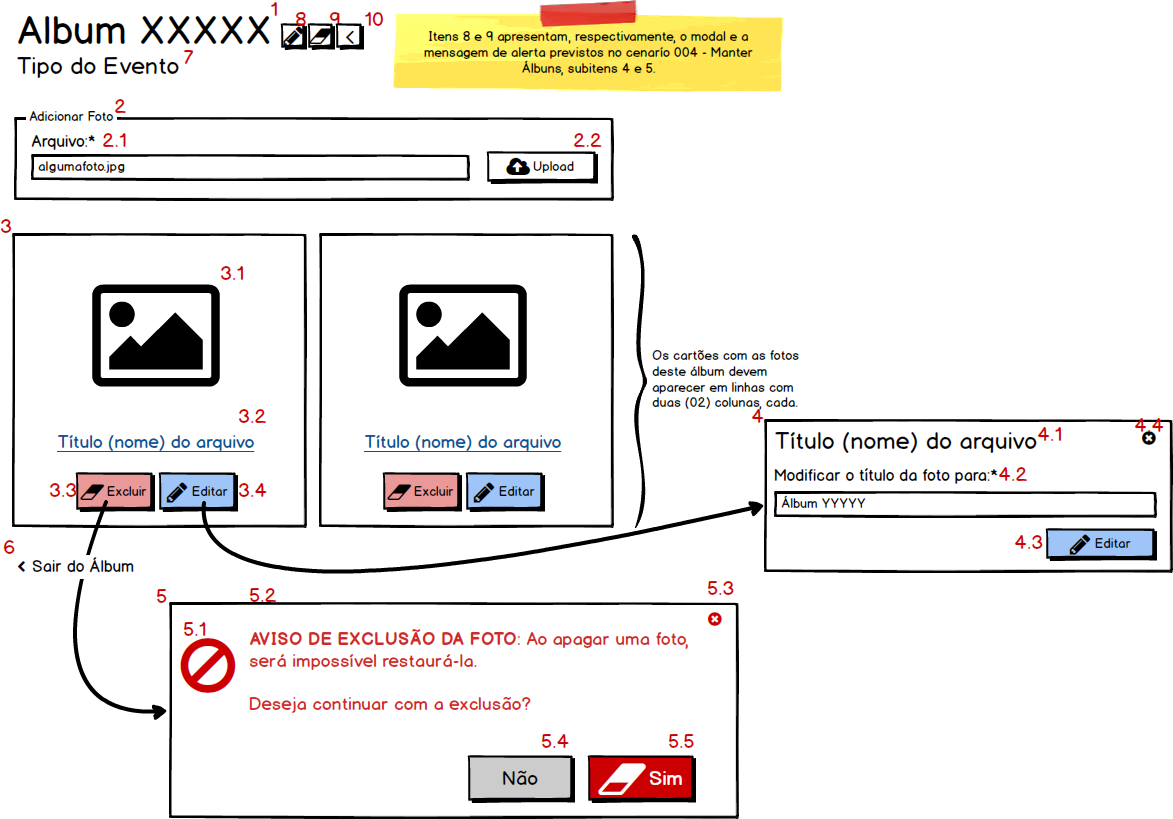 Album XXXXX 1
8 9 10
Tipo do Evento 7
Itens 8 e 9 apresentam, respectivamente, o modal e a
mensagem de alerta previstos no cenarío 004 - Manter
Álbuns, subitens 4 e 5.
Adicionar Foto 2
Arquivo:* 2.1
2.2
algumafoto.jpg
Upload
3
3.1
3.2
Título (nome) do arquivo
Título (nome) do arquivo
3.3 Excluir Editar 3.4
Excluir Editar
Os cartões com as fotos
deste álbum devem
aparecer em linhas com
duas (02) colunas, cada.
4
Título (nome) do arquivo 4.1
4.4
Modificar o título da foto para:* 4.2
Álbum YYYYY
4.3 Editar
6
< Sair do Álbum
5
5.1
5.2
5.3
AVISO DE EXCLUSÃO DA FOTO: Ao apagar uma foto,
será impossível restaurá-la.
Deseja continuar com a exclusão?
5.4 5.5
Não Sim